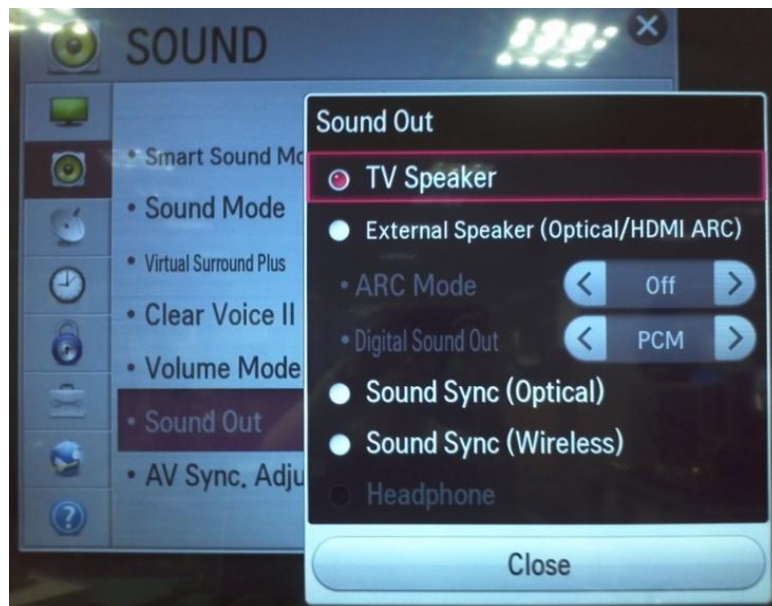 SOUND
• Smart Sound Mo
• Sound Mode
• Virtual Surround Plus
• Clear Voice II
• Volume Mode
• Sound Out
• AV Sync. Adju
Sound Out
TV Speaker
External Speaker (Optical/HDMI ARC)
• ARC Mode < Off >
• Digital Sound Out < PCM >
Sound Sync (Optical)
Sound Sync (Wireless)
Headphone
Close